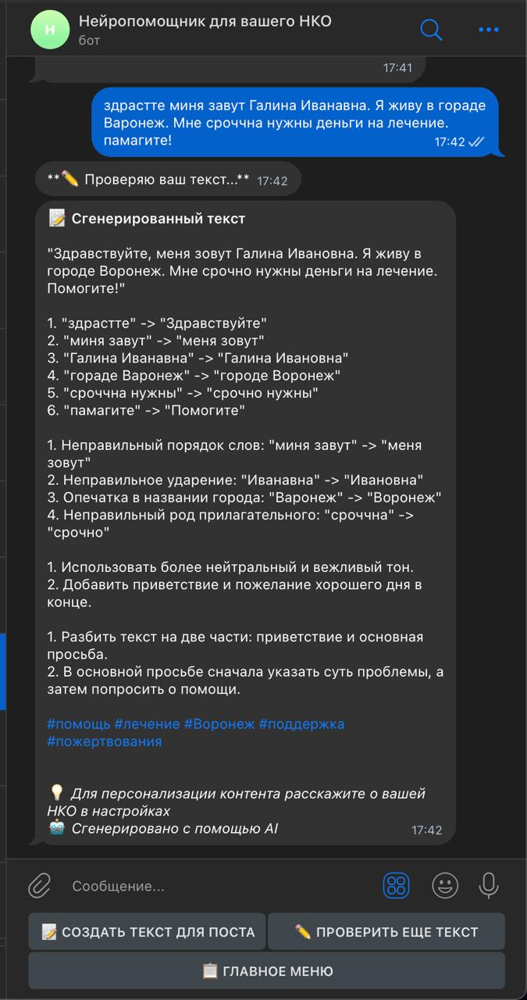 Н
Нейропомощник для вашего НКО
бот
17:41
здрастте миня завут Галина Иванавна. Я живу в гораде
Варонеж. Мне сроччна нужны деньги на лечение.
памагите!
17:42
**✏️ Проверяю ваш текст...** 17:42
📝 Сгенерированный текст
"Здравствуйте, меня зовут Галина Ивановна. Я живу в
городе Воронеж. Мне срочно нужны деньги на лечение.
Помогите!"
1. "здрастте" -> "Здравствуйте"
2. "миня завут" -> "меня зовут"
3. "Галина Иванавна" -> "Галина Ивановна"
4. "гораде Варонеж" -> "городе Воронеж"
5. "сроччна нужны" -> "срочно нужны"
6. "памагите" -> "Помогите"
1. Неправильный порядок слов: "миня завут" -> "меня
зовут"
2. Неправильное ударение: "Иванавна" -> "Ивановна"
3. Опечатка в названии города: "Варонеж" -> "Воронеж"
4. Неправильный род прилагательного: "сроччна" ->
"срочно"
1. Использовать более нейтральный и вежливый тон.
2. Добавить приветствие и пожелание хорошего дня в
конце.
1. Разбить текст на две части: приветствие и основная
просьба.
2. В основной просьбе сначала указать суть проблемы, а
затем попросить о помощи.
#помощь #лечение #Воронеж #поддержка
#пожертвования
💡 Для персонализации контента расскажите о вашей
НКО в настройках
🤖 Сгенерировано с помощью AI
17:42
Сообщение...
📝 СОЗДАТЬ ТЕКСТ ДЛЯ ПОСТА
✏️ ПРОВЕРИТЬ ЕЩЕ ТЕКСТ
📋 ГЛАВНОЕ МЕНЮ